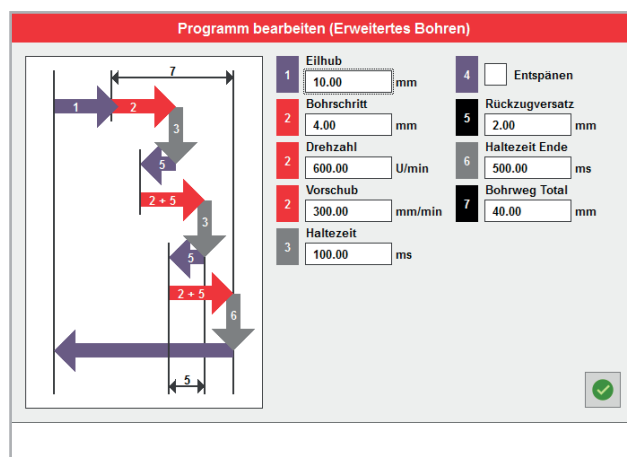 Programm bearbeiten (Erweitertes Bohren)
7
1
2
3
5
2 + 5
3
5
2 + 5
6
5
1
Eilhub
10.00 mm
2
Bohrschritt
4.00 mm
2
Drehzahl
600.00 U/min
2
Vorschub
300.00 mm/min
3
Haltezeit
100.00 ms
4
Entspänen
5
Rückzugversatz
2.00 mm
6
Haltezeit Ende
500.00 ms
7
Bohrweg Total
40.00 mm